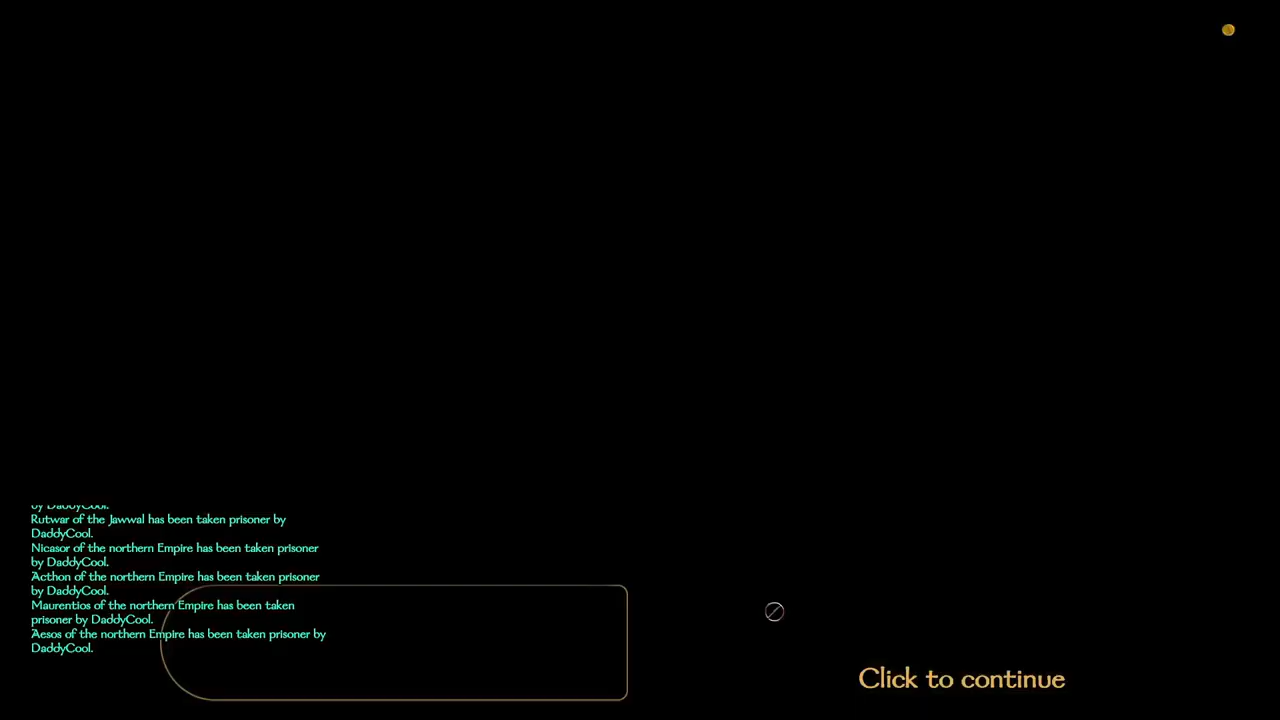 by DaddyCool.
Rutwar of the Jawwal has been taken prisoner by
DaddyCool.
Nicasor of the northern Empire has been taken prisoner
by DaddyCool.
Acthon of the northern Empire has been taken prisoner
by DaddyCool.
Maurentios of the northern Empire has been taken
prisoner by DaddyCool.
Aesos of the northern Empire has been taken prisoner by
DaddyCool.
Click to continue